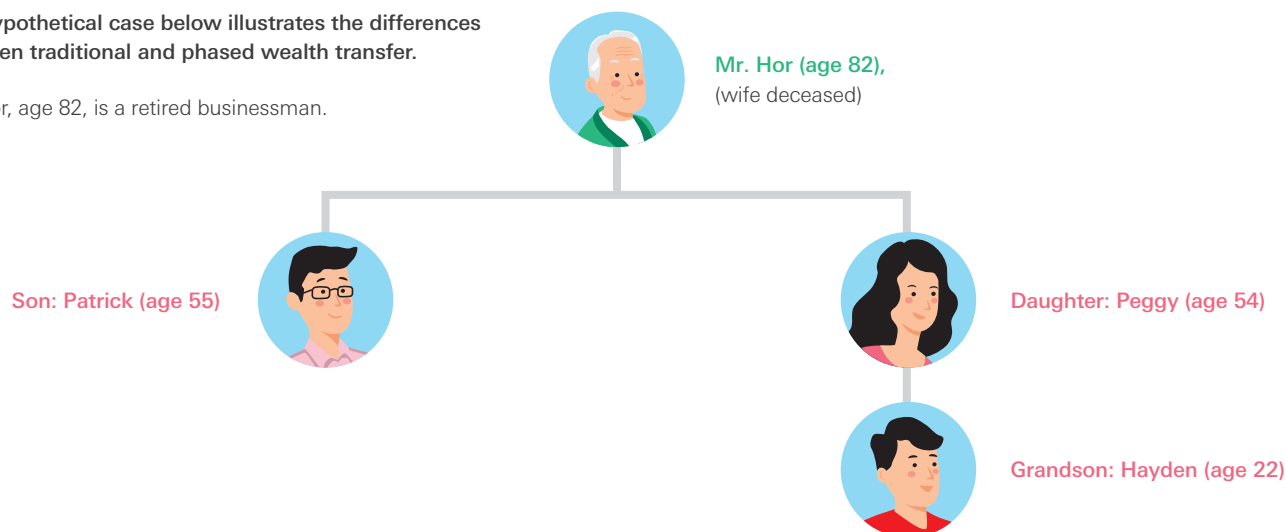 ypothetical case below illustrates the differences
en traditional and phased wealth transfer.
or, age 82, is a retired businessman.
Mr. Hor (age 82),
(wife deceased)
Son: Patrick (age 55)
Daughter: Peggy (age 54)
Grandson: Hayden (age 22)